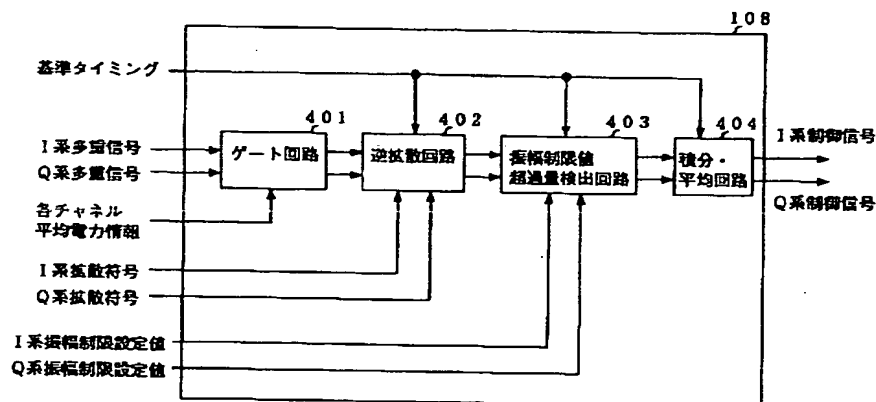 108
基準タイミング
401
402
403
404
I系多重信号
Q系多重信号
ゲート回路
逆拡散回路
振幅制限値
超過量検出回路
積分・
平均回路
I系制御信号
Q系制御信号
各チャネル
平均電力情報
I系拡散符号
Q系拡散符号
I系振幅制限設定値
Q系振幅制限設定値